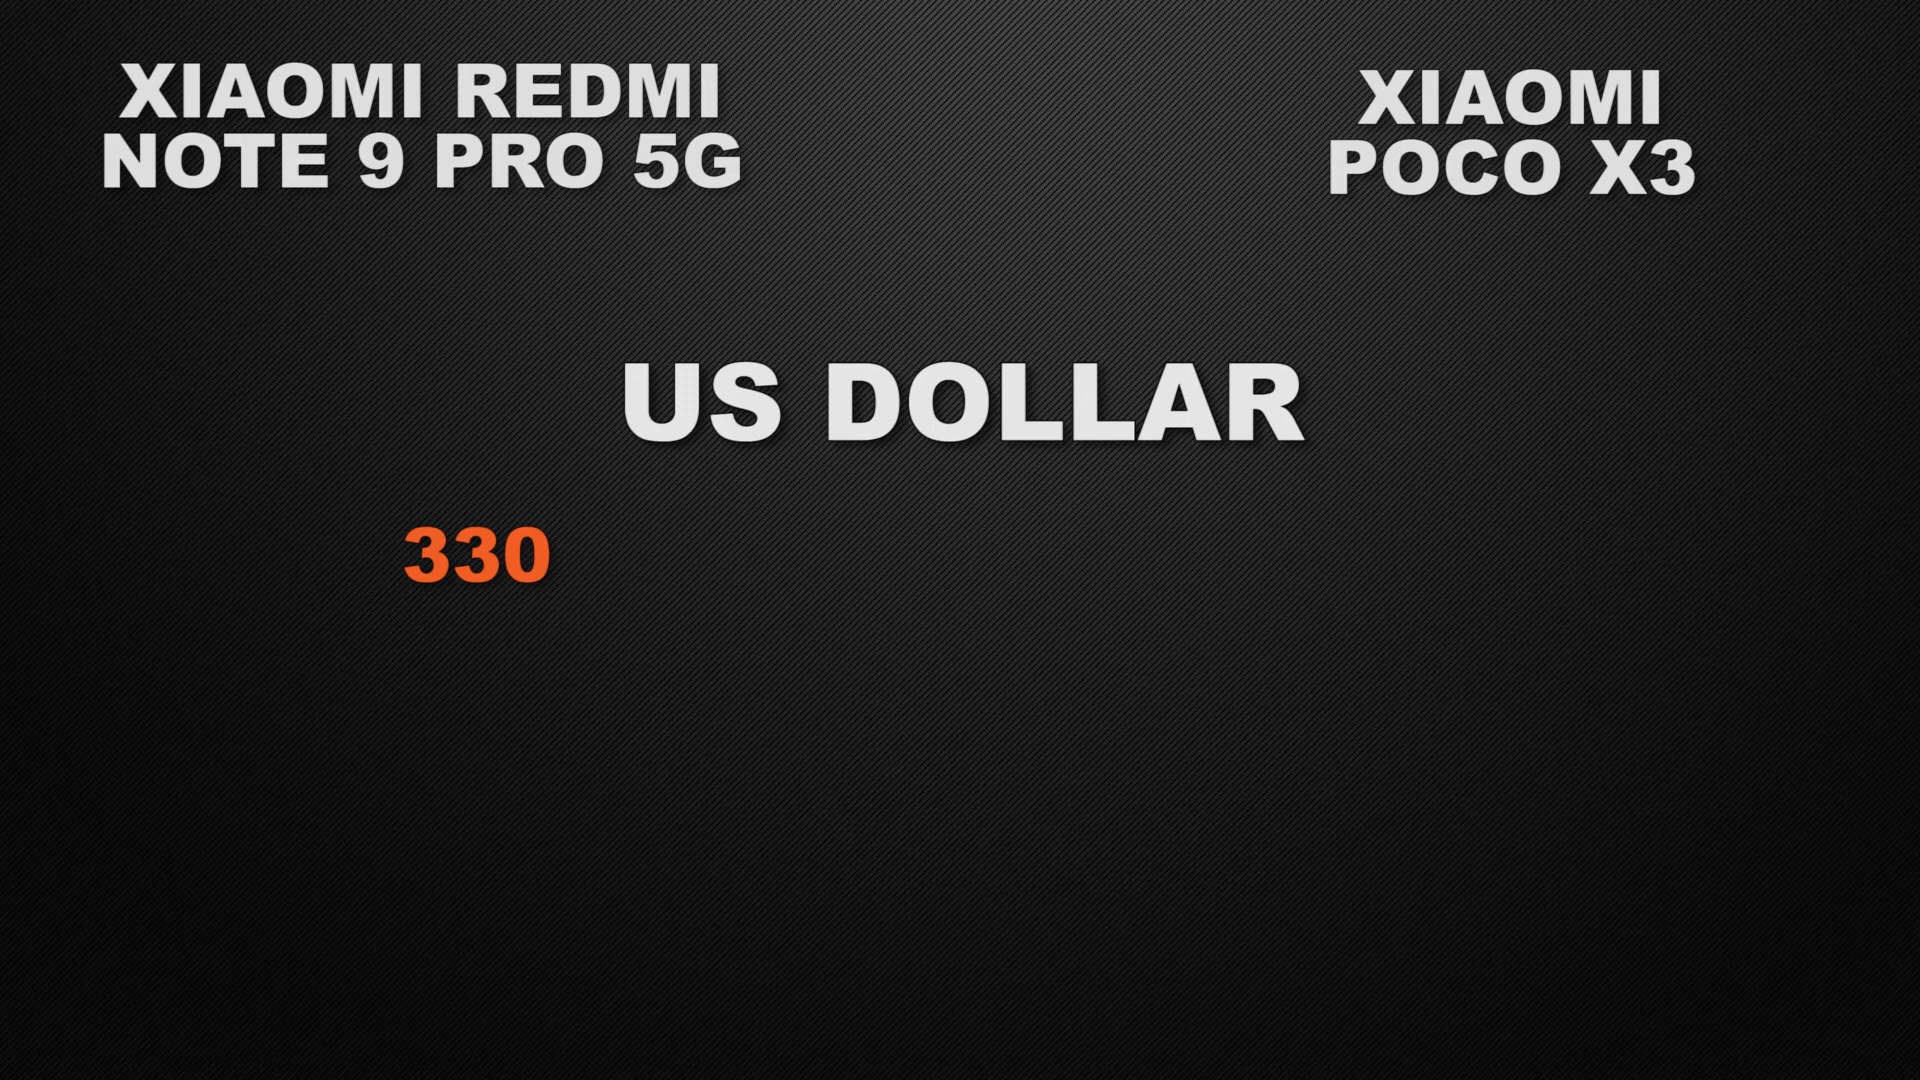 XIAOMI REDMI
NOTE 9 PRO 5G
XIAOMI
POCO X3
US DOLLAR
330